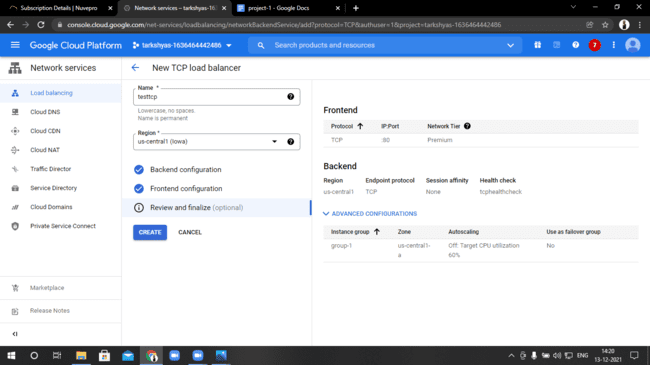 Subscription Details | Nuvepro
Network services – tarkshyas-16
project-1 - Google Docs
console.cloud.google.com/net-services/loadbalancing/networkBackendService/add?protocol=TCP&authuser=1&project=tarkshyas-1636464442486
Google Cloud Platform
tarkshyas-1636464442486
Search products and resources
7
Network services
New TCP load balancer
Load balancing
Cloud DNS
Cloud CDN
Cloud NAT
Traffic Director
Service Directory
Cloud Domains
Private Service Connect
Marketplace
Release Notes
Name *
testtcp
Lowercase, no spaces.
Name is permanent
Region *
us-central1 (Iowa)
Backend configuration
Frontend configuration
Review and finalize (optional)
CREATE CANCEL
Frontend
Protocol IP:Port Network Tier
TCP :80 Premium
Backend
Region Endpoint protocol Session affinity Health check
us-central1 TCP None tcphealthcheck
ADVANCED CONFIGURATIONS
Instance group Zone Autoscaling Use as failover group
group-1 us-central1-a Off: Target CPU utilization 60% No
ENG
14:20
13-12-2021